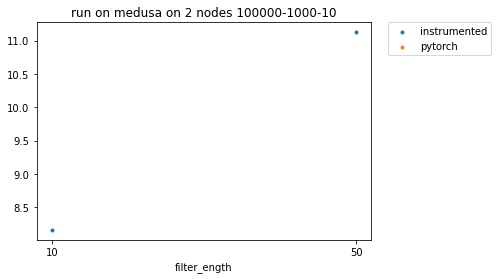 run on medusa on 2 nodes 100000-1000-10
instrumented
pytorch
11.0
10.5
10.0
9.5
9.0
8.5
10
50
filter_ength